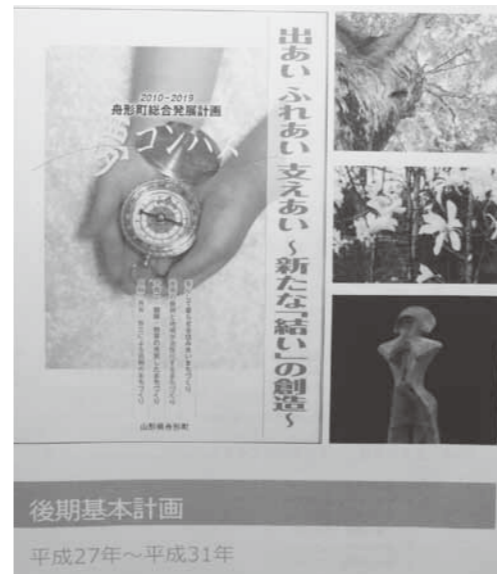 2010-2019
舟形町総合発展計画
夢コンパス
出あい ふれあい 支えあい ～新たな「結い」の創造～
山形県舟形町
後期基本計画
平成27年～平成31年